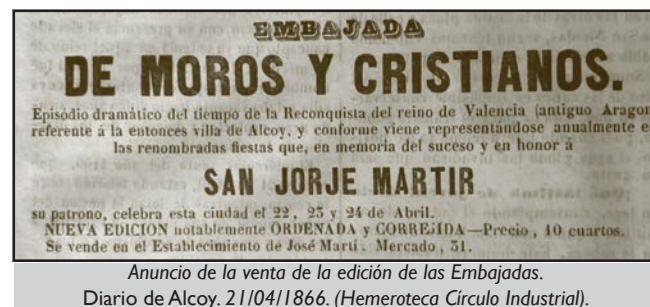 EMBAJADA
DE MOROS Y CRISTIANOS.
Episódio dramático del tiempo de la Reconquista del reino de Valencia (antiguo Aragon
referente á la entonces villa de Alcoy, y conforme viene representándose anualmente e
las renombradas fiestas que, en memoria del suceso y en honor á
SAN JORJE MARTIR
su patrono, celebra esta ciudad el 22, 23 y 24 de Abril.
NUEVA EDICION notablemente ORDENADA y CORREJIDA—Precio, 10 cuartos.
Se vende en el Establecimiento de José Martí. Mercado, 31.
Anuncio de la venta de la edición de las Embajadas.
Diario de Alcoy. 21/04/1866. (Hemeroteca Círculo Industrial).